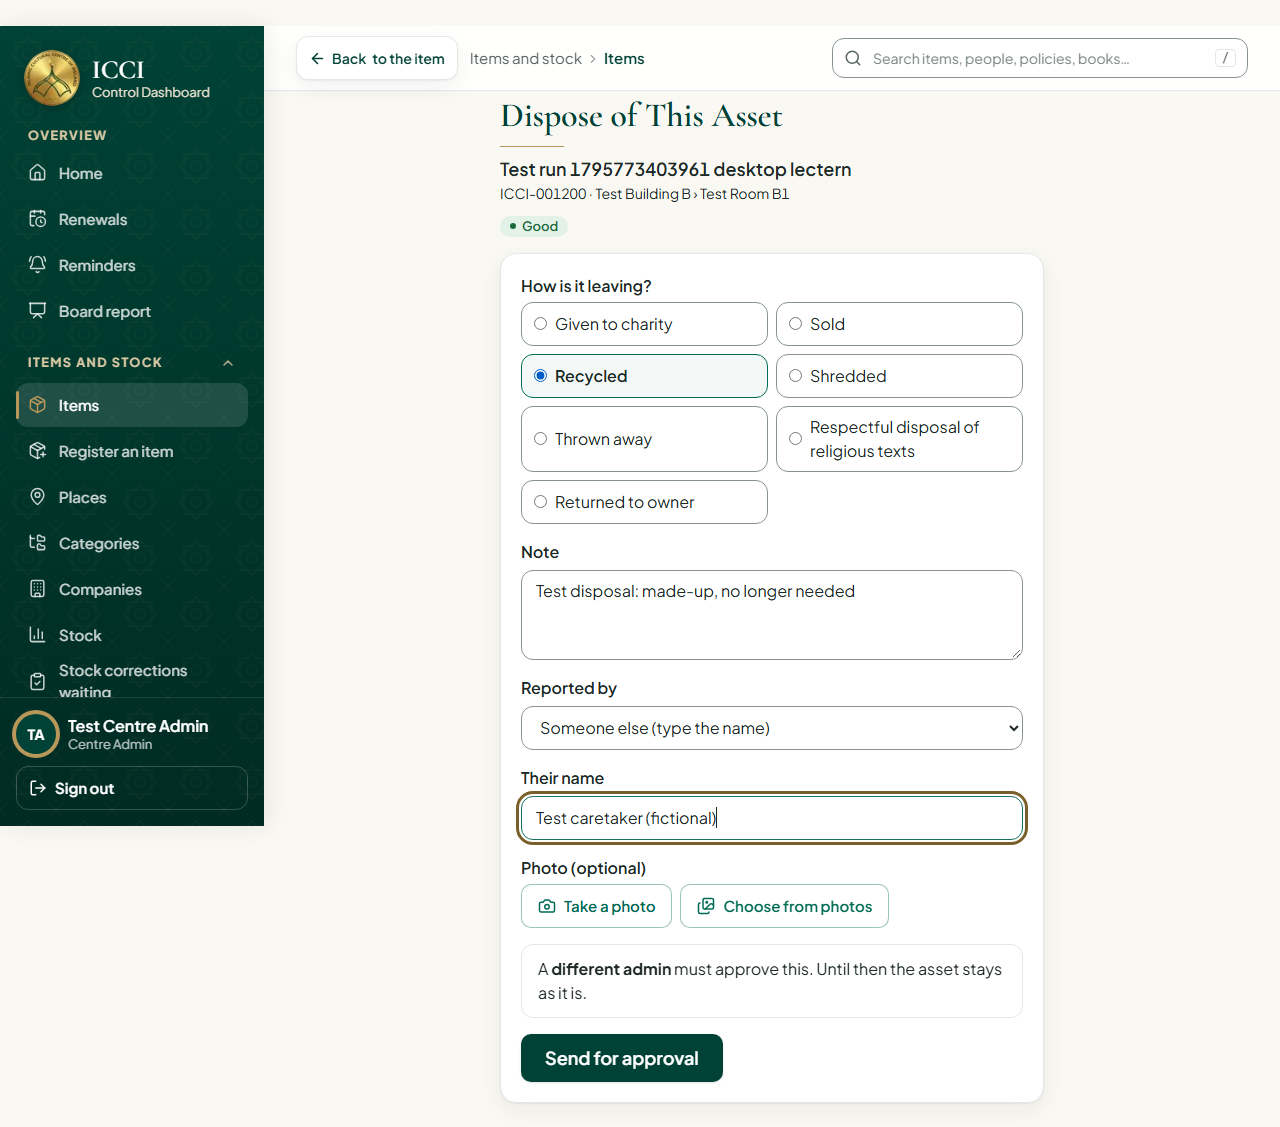 ICCI
Control Dashboard
OVERVIEW
Home
Renewals
Reminders
Board report
ITEMS AND STOCK
Items
Register an item
Places
Categories
Companies
Stock
Stock corrections
waiting
TA
Test Centre Admin
Centre Admin
Sign out
Back to the item
Items and stock › Items
Search items, people, policies, books...
/
Dispose of This Asset
Test run 1795773403961 desktop lectern
ICCI-001200 · Test Building B › Test Room B1
Good
How is it leaving?
Given to charity
Sold
Recycled
Shredded
Thrown away
Respectful disposal of
religious texts
Returned to owner
Note
Test disposal: made-up, no longer needed
Reported by
Someone else (type the name)
Their name
Test caretaker (fictional)
Photo (optional)
Take a photo
Choose from photos
A different admin must approve this. Until then the asset stays
as it is.
Send for approval